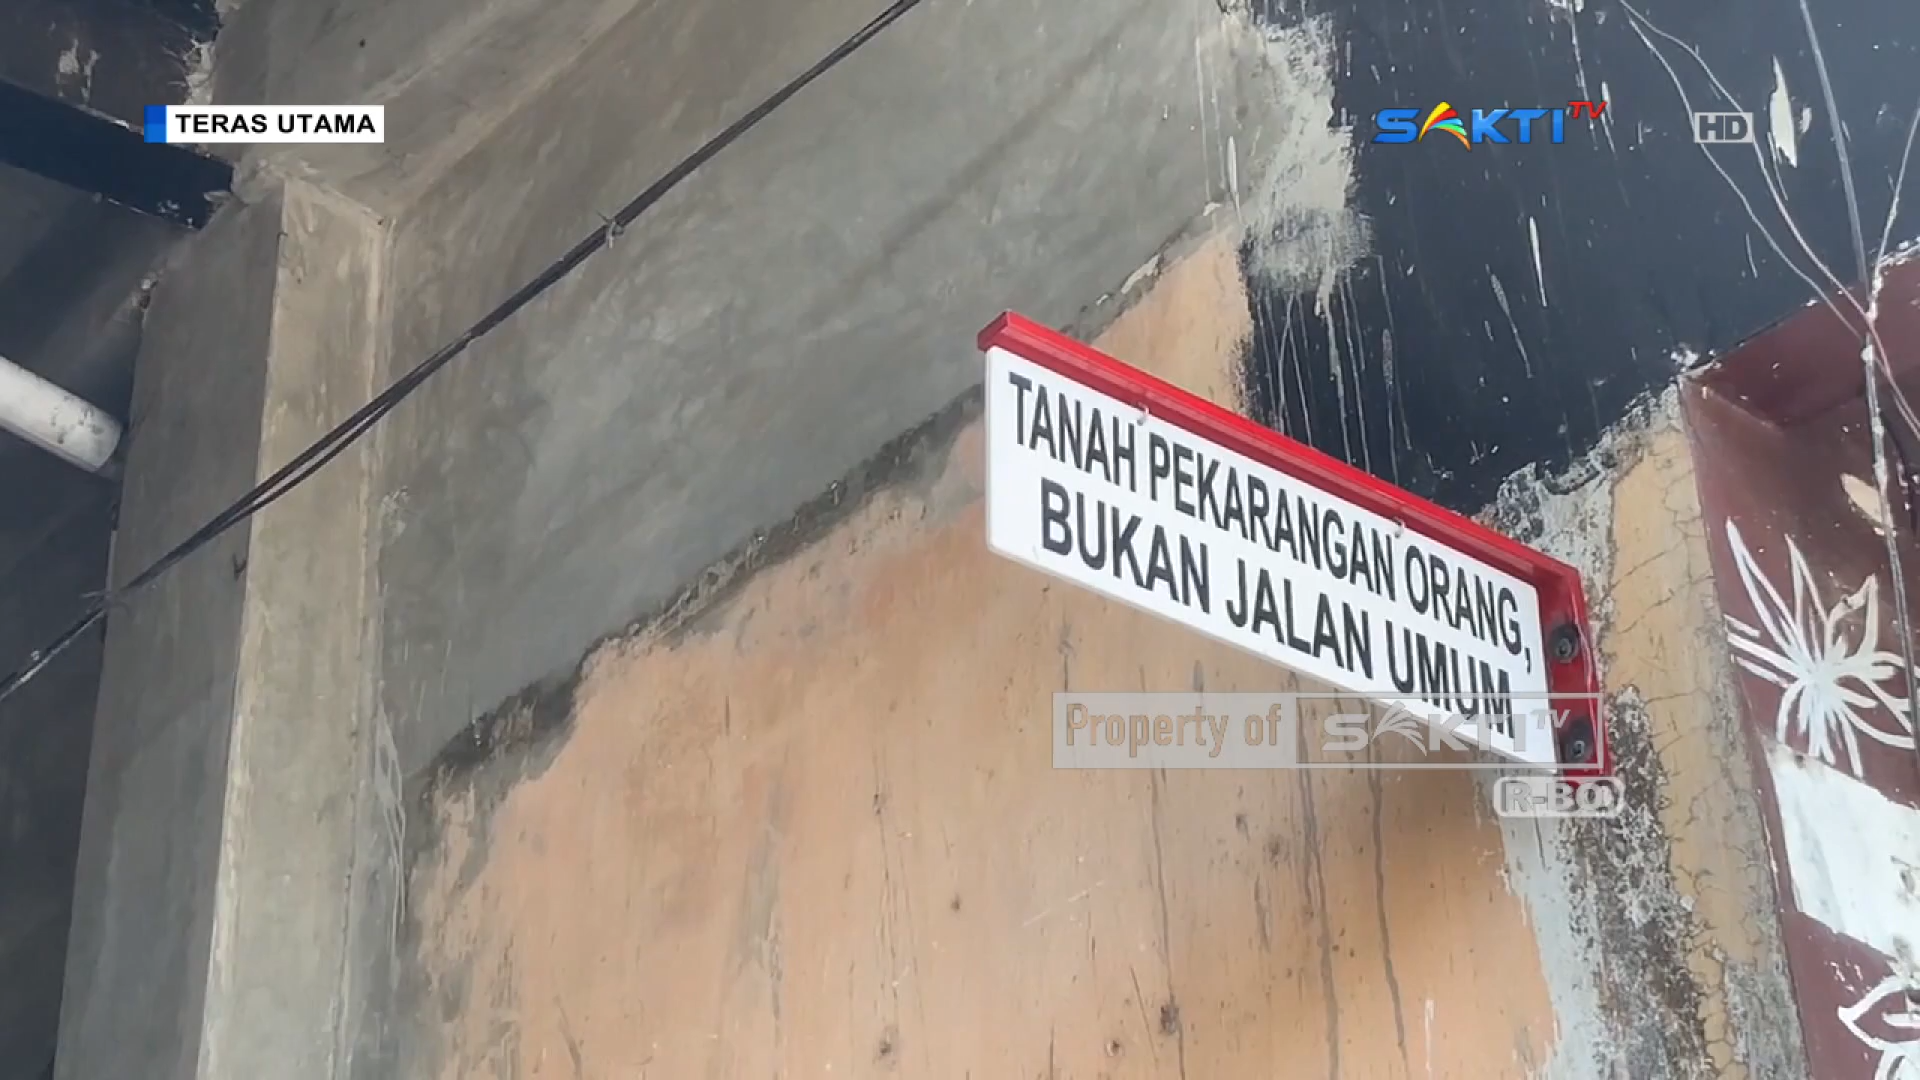 TERAS UTAMA
SAKTI TV
HD
TANAH PEKARANGAN ORANG,
BUKAN JALAN UMUM
Property of SAKTI TV
R-BO